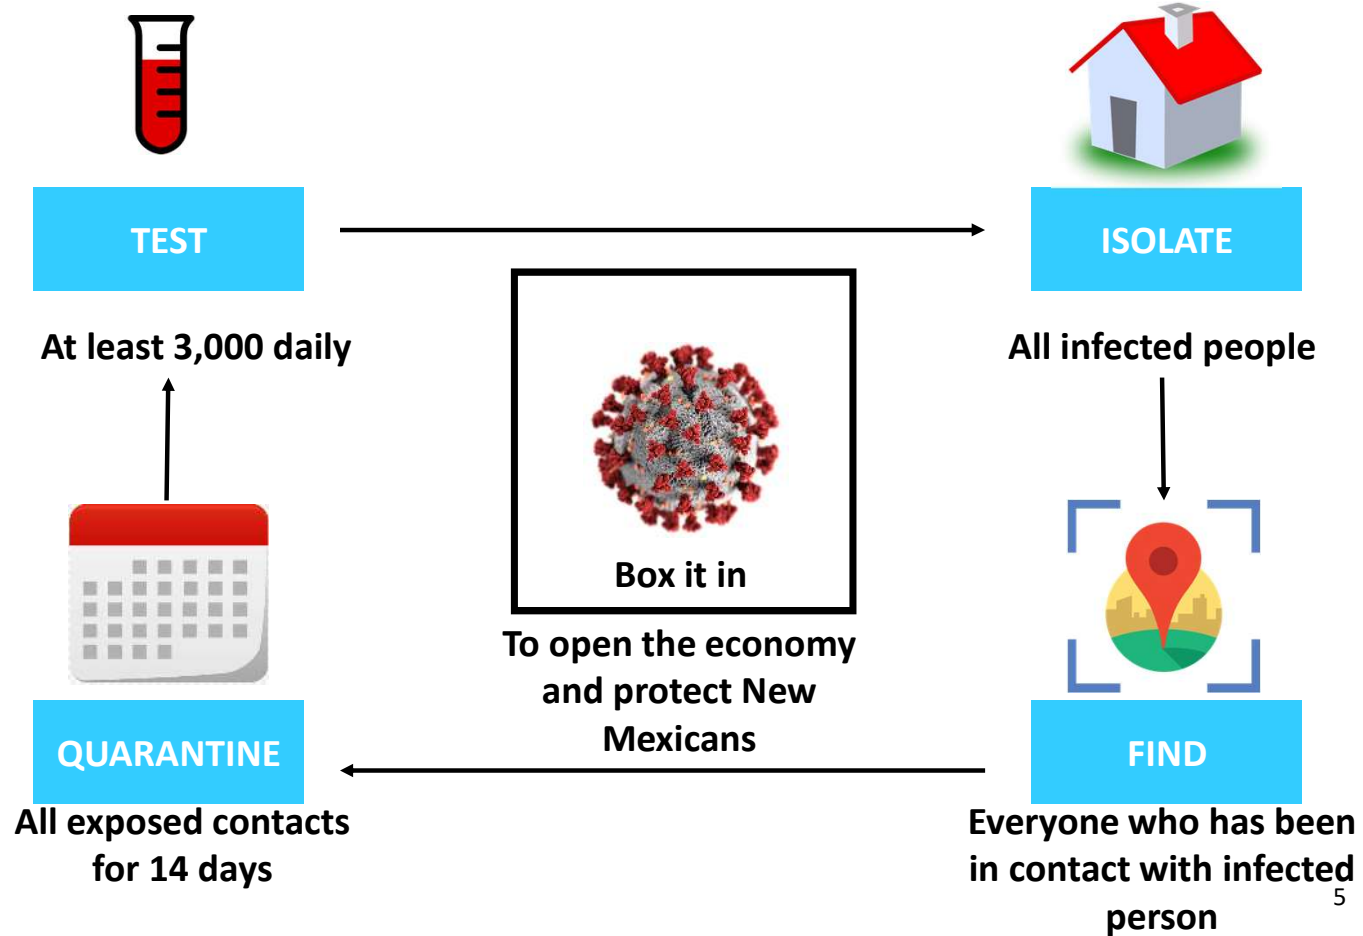 TEST
At least 3,000 daily
ISOLATE
All infected people
Box it in
To open the economy
and protect New
Mexicans
FIND
Everyone who has been
in contact with infected
person
QUARANTINE
All exposed contacts
for 14 days
5